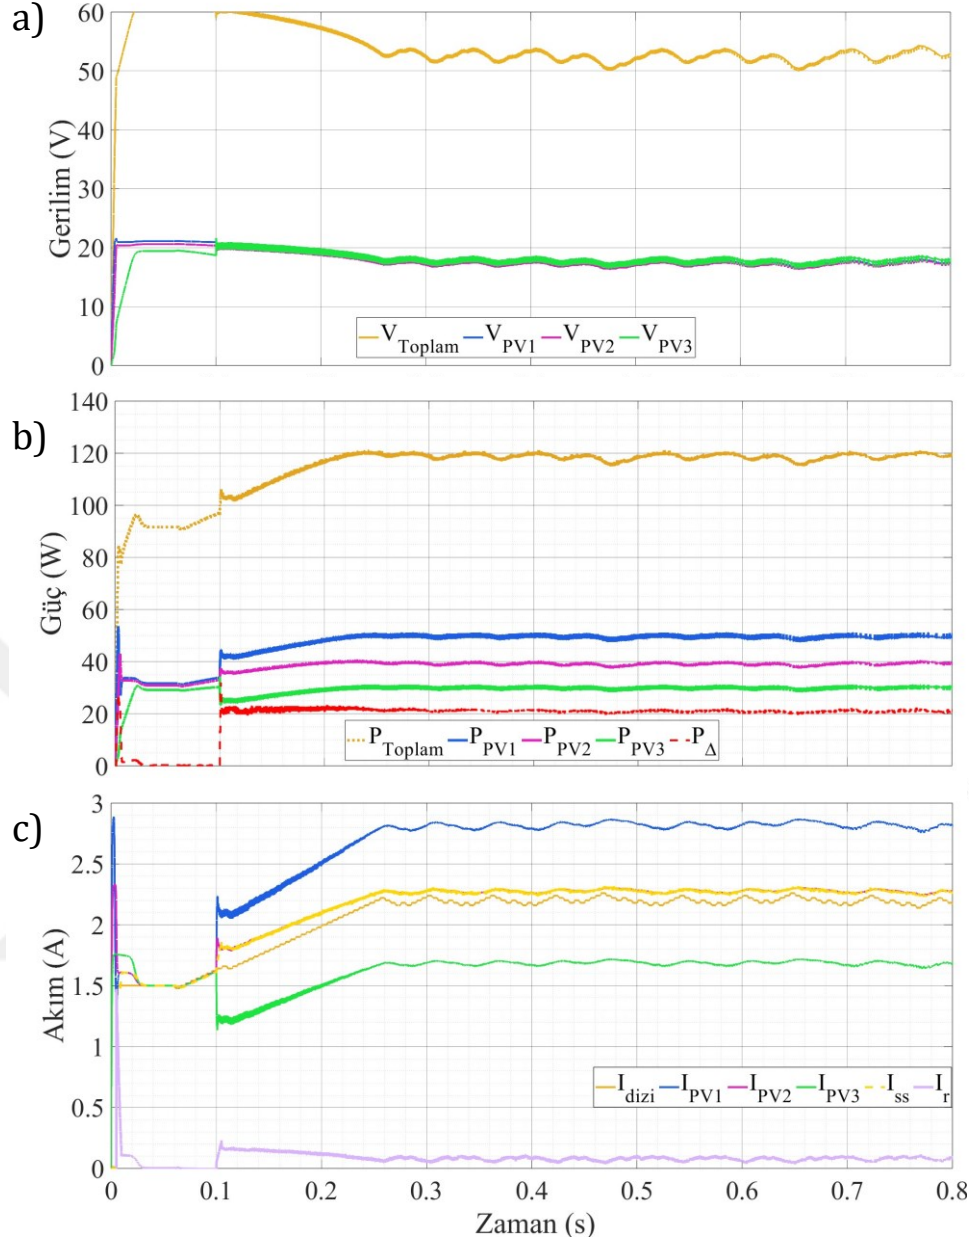 a)
60
50
40
30
20
10
0
Gerilim (V)
V_Toplam V_PV1 V_PV2 V_PV3
b)
140
120
100
80
60
40
20
0
Güç (W)
P_Toplam P_PV1 P_PV2 P_PV3 P_Δ
c)
3
2.5
2
1.5
1
0.5
0
Akım (A)
I_dizi I_PV1 I_PV2 I_PV3 I_ss I_r
0 0.1 0.2 0.3 0.4 0.5 0.6 0.7 0.8
Zaman (s)